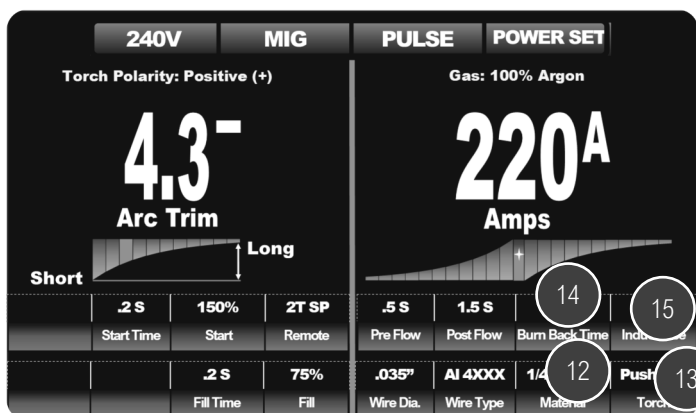 240V MIG PULSE POWER SET
Torch Polarity: Positive (+) Gas: 100% Argon
4.3 220A
Arc Trim Amps
Long
Short
.2 S 150% 2T SP .5 S 1.5 S 14 15
Start Time Start Remote Pre Flow Post Flow Burn Back Time
.2 S 75% .035” Al 4XXX 12 Push 13
Fill Time Fill Wire Dia. Wire Type Material Torch